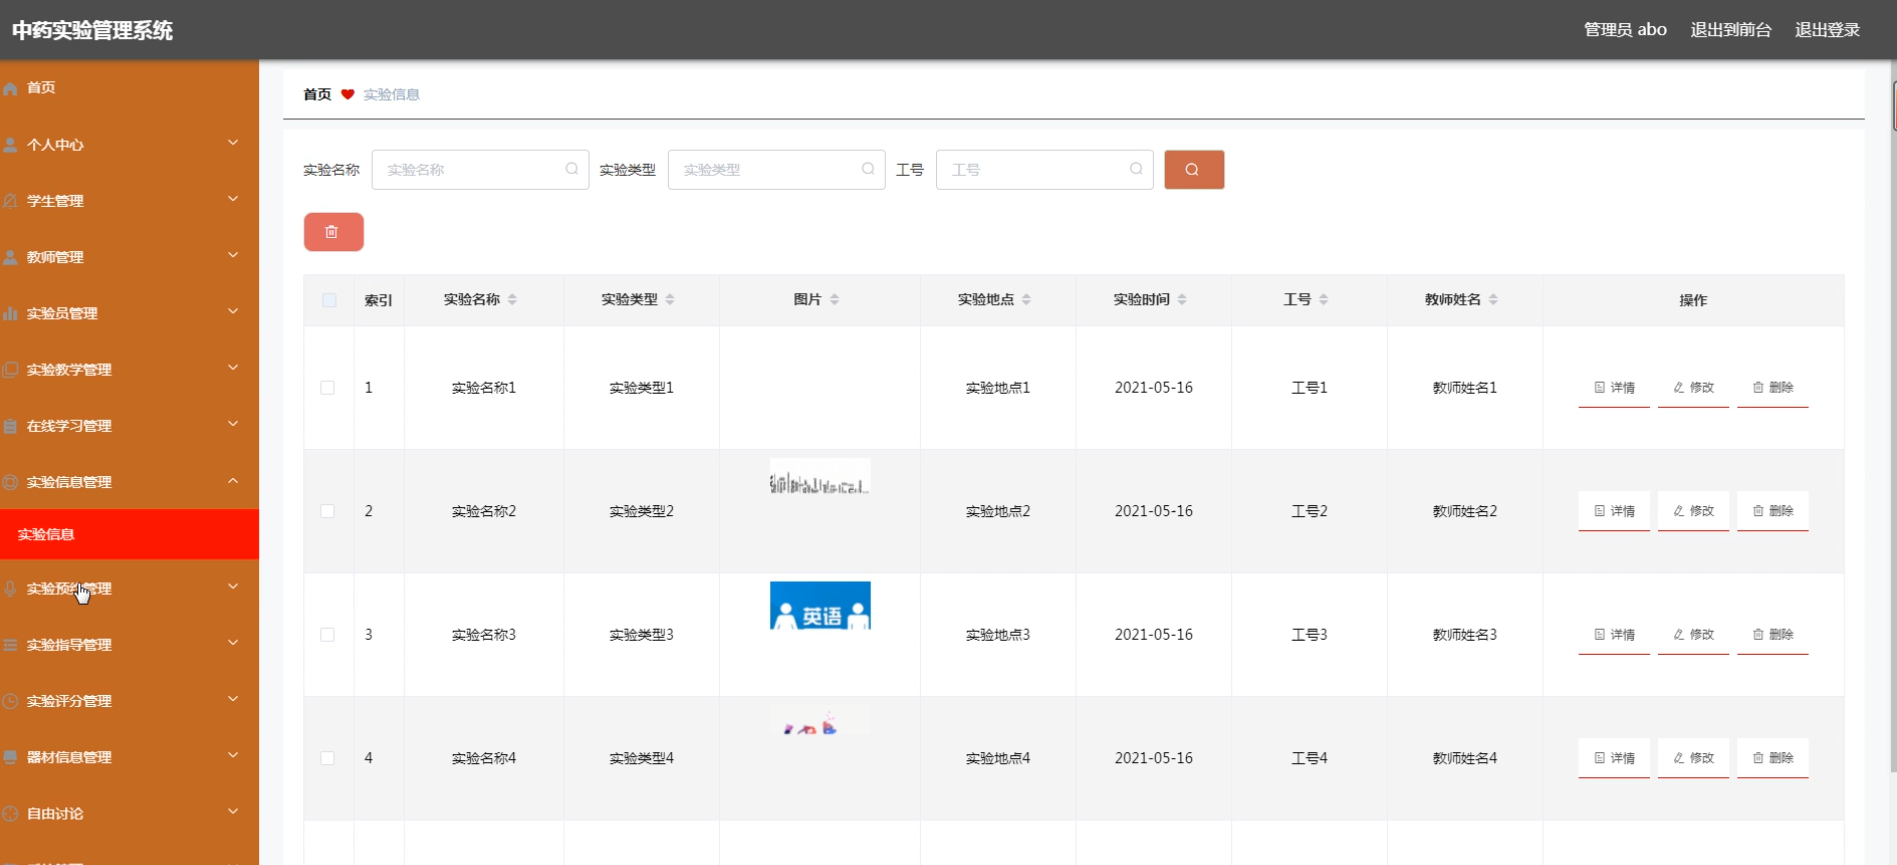 中药实验管理系统
管理员 abo 退出到前台 退出登录
首页
个人中心
学生管理
教师管理
实验员管理
实验教学管理
在线学习管理
实验信息管理
实验信息
实验预约管理
实验指导管理
实验评分管理
器材信息管理
自由讨论
首页 实验信息
实验名称 实验名称 实验类型 实验类型 工号 工号
索引 实验名称 实验类型 图片 实验地点 实验时间 工号 教师姓名 操作
1 实验名称1 实验类型1 实验地点1 2021-05-16 工号1 教师姓名1 详情 修改 删除
2 实验名称2 实验类型2 实验地点2 2021-05-16 工号2 教师姓名2 详情 修改 删除
英语
3 实验名称3 实验类型3 实验地点3 2021-05-16 工号3 教师姓名3 详情 修改 删除
4 实验名称4 实验类型4 实验地点4 2021-05-16 工号4 教师姓名4 详情 修改 删除